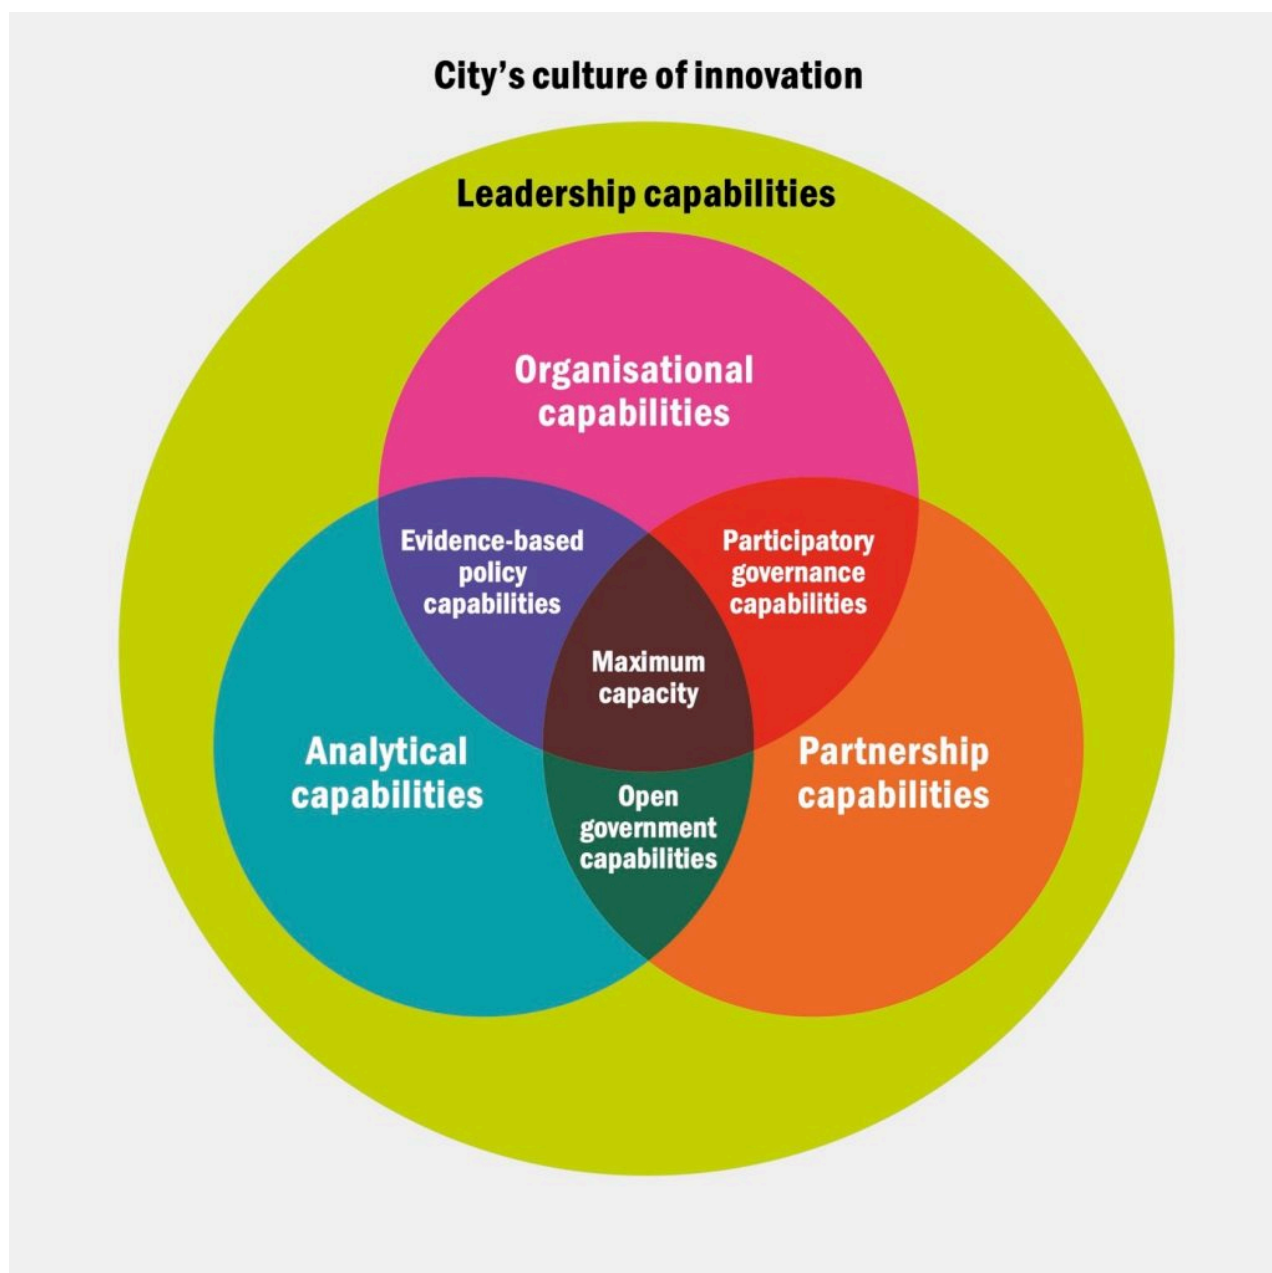 City's culture of innovation
Leadership capabilities
Organisational
capabilities
Evidence-based
policy
capabilities
Participatory
governance
capabilities
Maximum
capacity
Analytical
capabilities
Partnership
capabilities
Open
government
capabilities